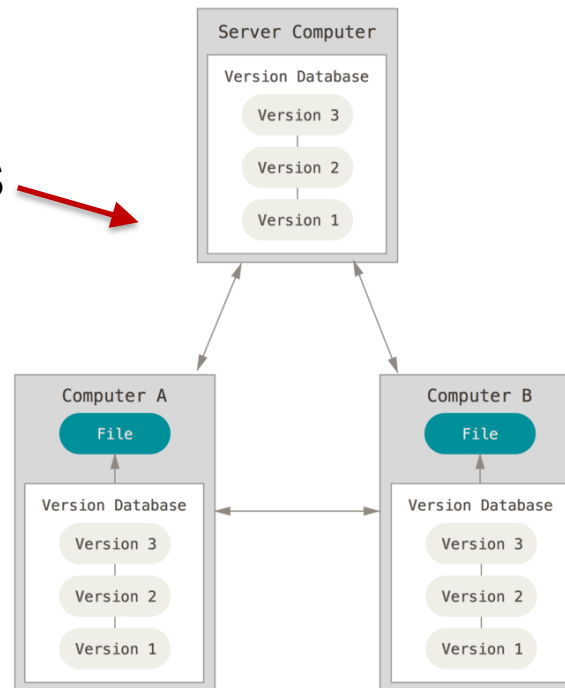 Server Computer
Version Database
Version 3
Version 2
Version 1
s
Computer A
File
Version Database
Version 3
Version 2
Version 1
Computer B
File
Version Database
Version 3
Version 2
Version 1